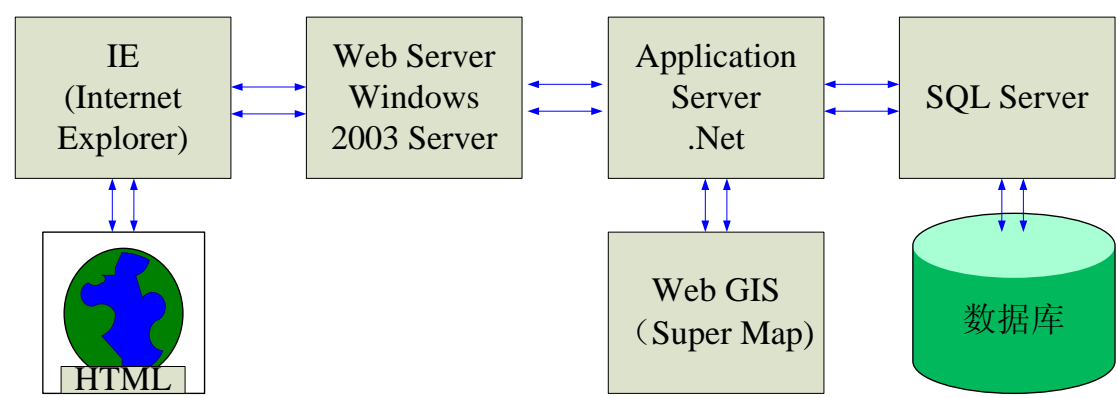 IE
(Internet
Explorer)
Web Server
Windows
2003 Server
Application
Server
.Net
SQL Server
HTML
Web GIS
（Super Map)
数据库